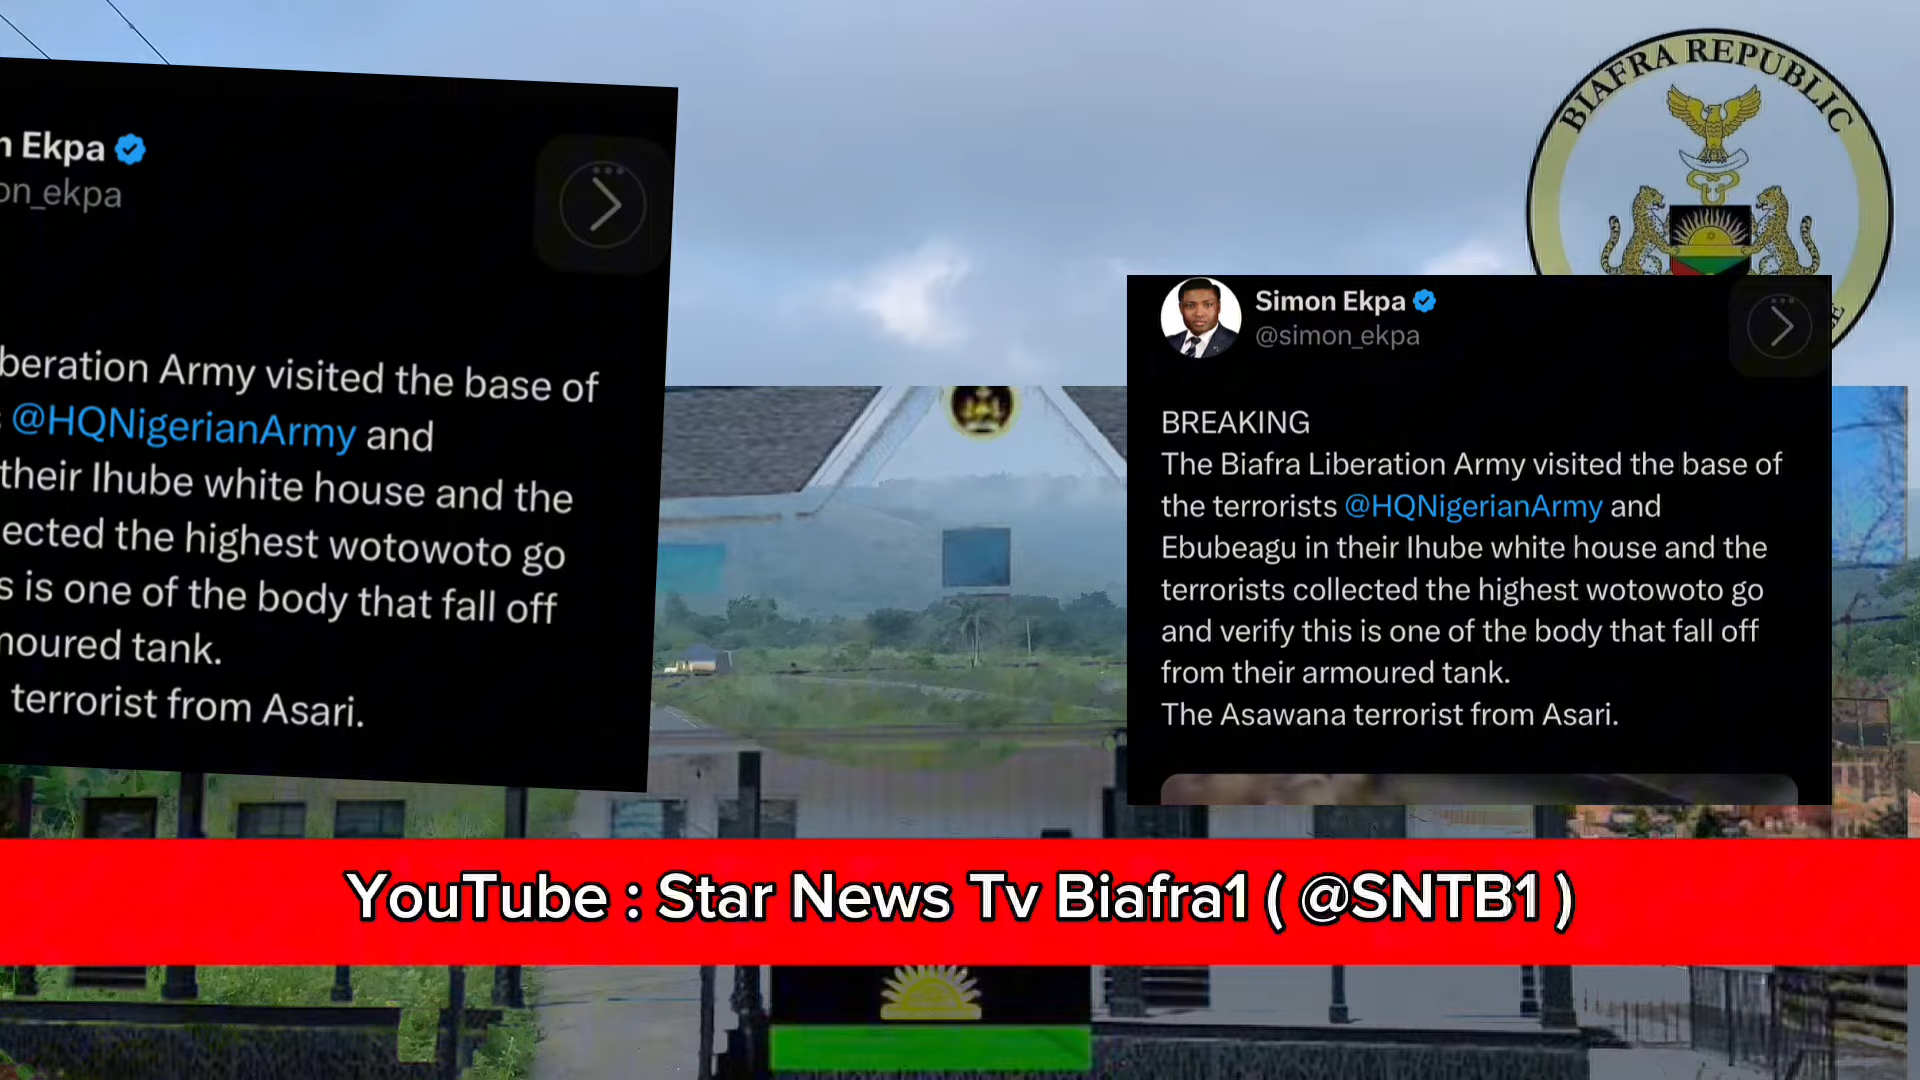 BIAFRA REPUBLIC
n Ekpa
on_ekpa
beration Army visited the base of
@HQNigerianArmy and
their Ihube white house and the
ected the highest wotowoto go
s is one of the body that fall off
moured tank.
terrorist from Asari.
Simon Ekpa
@simon_ekpa
BREAKING
The Biafra Liberation Army visited the base of
the terrorists @HQNigerianArmy and
Ebubeagu in their Ihube white house and the
terrorists collected the highest wotowoto go
and verify this is one of the body that fall off
from their armoured tank.
The Asawana terrorist from Asari.
YouTube : Star News Tv Biafra1 ( @SNTB1 )